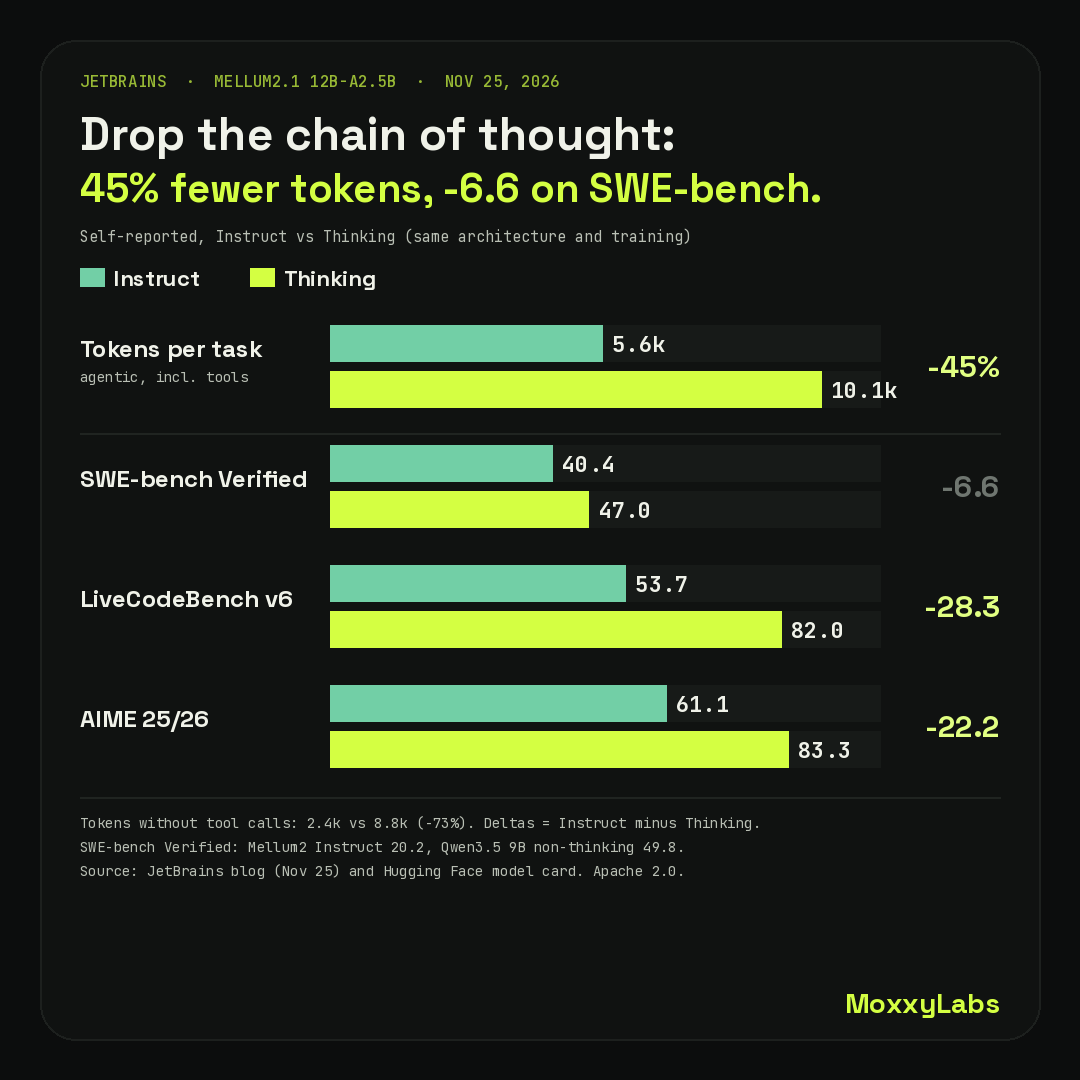 JETBRAINS · MELLUM2.1 12B-A2.5B · NOV 25, 2026
Drop the chain of thought:
45% fewer tokens, -6.6 on SWE-bench.
Self-reported, Instruct vs Thinking (same architecture and training)
Instruct Thinking
Tokens per task
agentic, incl. tools
5.6k
10.1k
-45%
SWE-bench Verified
40.4
47.0
-6.6
LiveCodeBench v6
53.7
82.0
-28.3
AIME 25/26
61.1
83.3
-22.2
Tokens without tool calls: 2.4k vs 8.8k (-73%). Deltas = Instruct minus Thinking.
SWE-bench Verified: Mellum2 Instruct 20.2, Qwen3.5 9B non-thinking 49.8.
Source: JetBrains blog (Nov 25) and Hugging Face model card. Apache 2.0.
MoxxyLabs